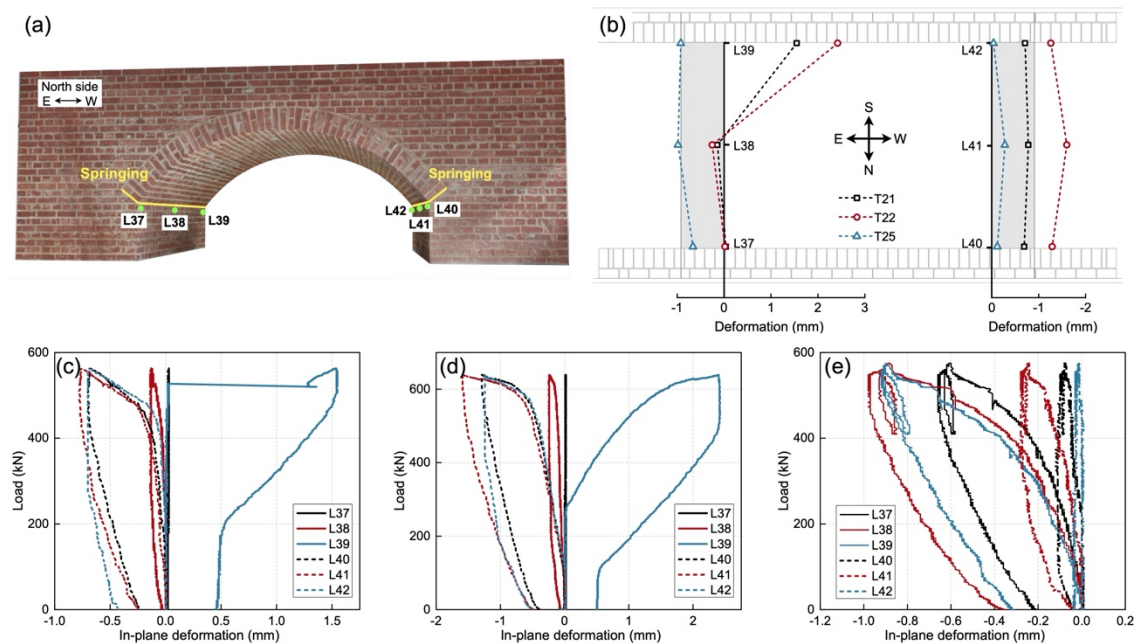 (a)
North side
E W
Springing
Springing
L37
L38
L39
L42
L41
L40
(b)
L39
L38
L37
L42
L41
L40
S
E W
N
T21
T22
T25
-1 0 1 2 3
Deformation (mm)
0 -1 -2
Deformation (mm)
(c)
600
400
200
0
Load (kN)
-1.0 -0.5 0.0 0.5 1.0 1.5
In-plane deformation (mm)
L37
L38
L39
L40
L41
L42
(d)
600
400
200
0
Load (kN)
-2 -1 0 1 2
In-plane deformation (mm)
L37
L38
L39
L40
L41
L42
(e)
600
400
200
0
Load (kN)
-1.2 -1.0 -0.8 -0.6 -0.4 -0.2 0.0 0.2
In-plane deformation (mm)
L37
L38
L39
L40
L41
L42